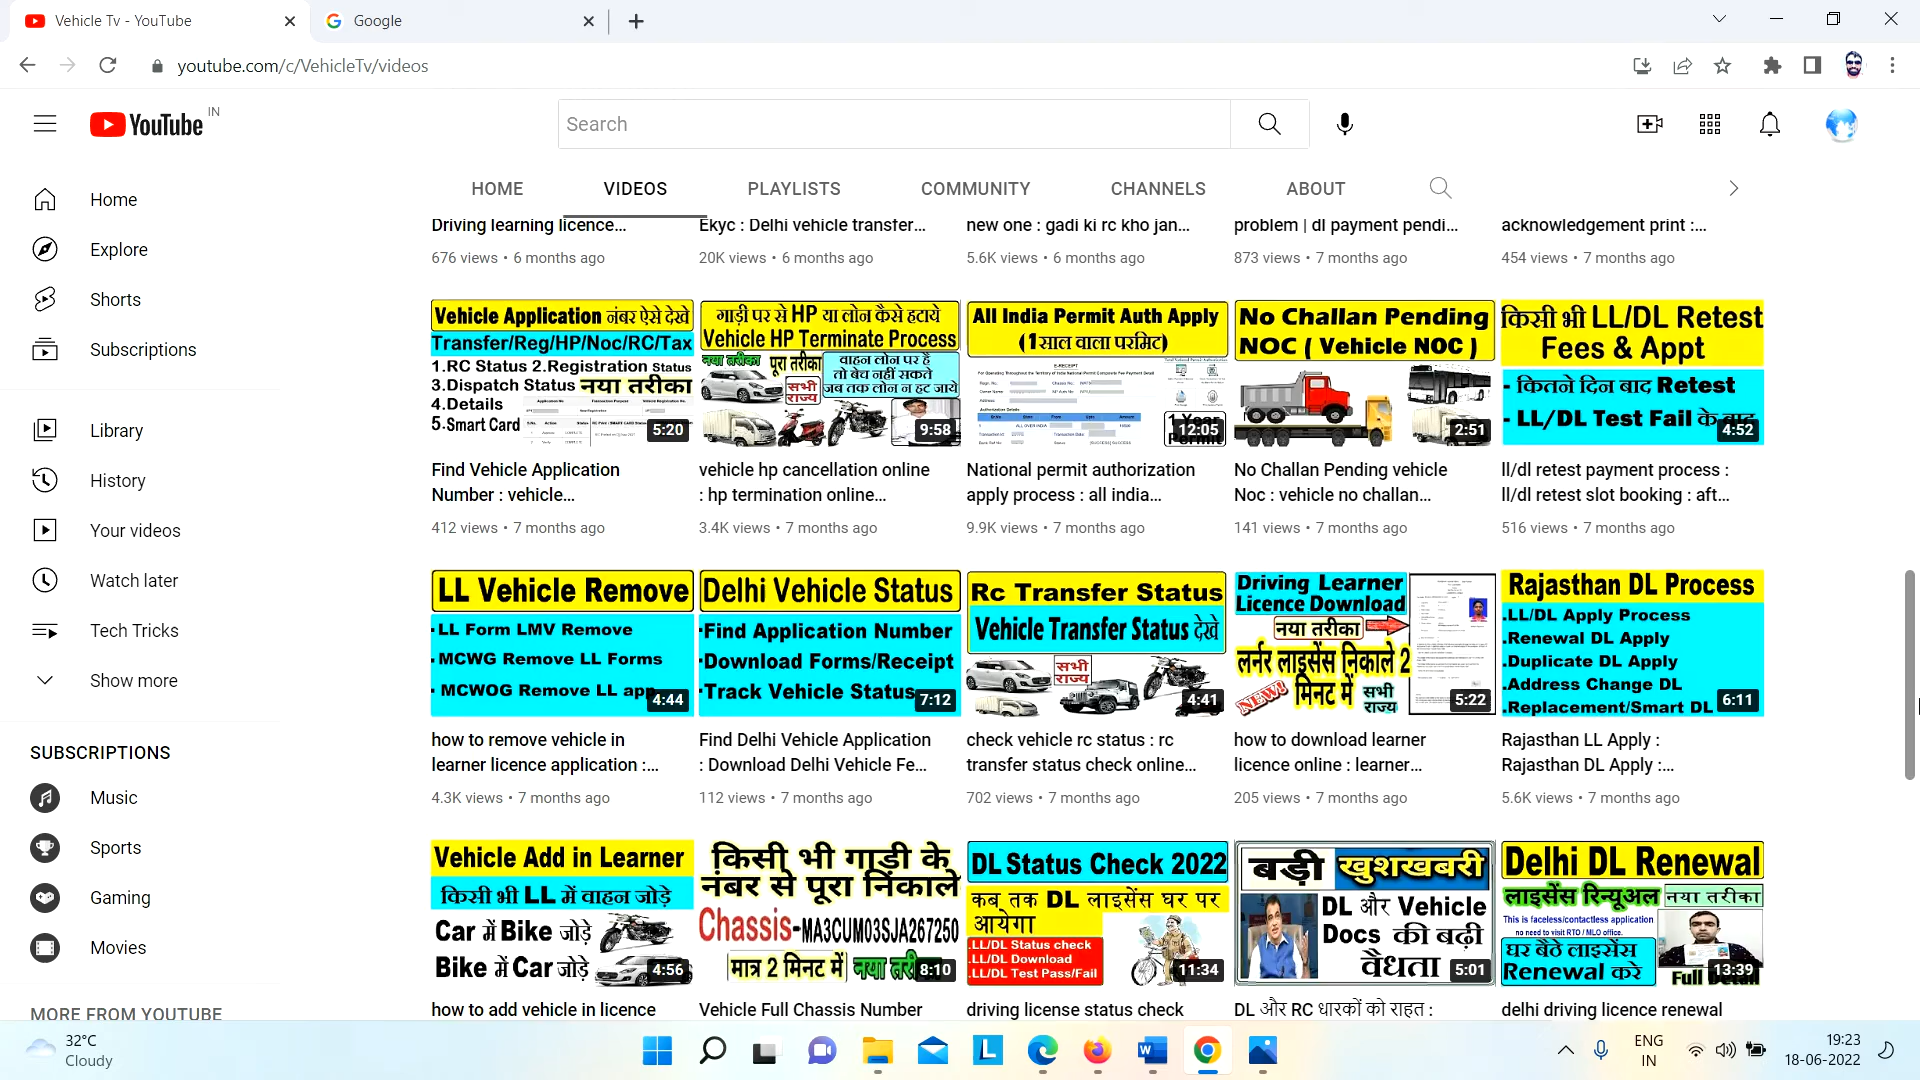 Vehicle Tv - YouTube
Google
youtube.com/c/VehicleTv/videos
YouTube IN
Search
HOME
VIDEOS
PLAYLISTS
COMMUNITY
CHANNELS
ABOUT
Home
Explore
Shorts
Subscriptions
Library
History
Your videos
Watch later
Tech Tricks
Show more
SUBSCRIPTIONS
Music
Sports
Gaming
Movies
MORE FROM YOUTUBE
Driving learning licence...
676 views • 6 months ago
Ekyc : Delhi vehicle transfer...
20K views • 6 months ago
new one : gadi ki rc kho jan...
5.6K views • 6 months ago
problem | dl payment pendi...
873 views • 7 months ago
acknowledgement print :...
454 views • 7 months ago
Vehicle Application नंबर ऐसे देखे
Transfer/Reg/HP/Noc/RC/Tax
1.RC Status 2.Registration Status
3.Dispatch Status नया तरीका
4.Details
5.Smart Card
5:20
Find Vehicle Application
Number : vehicle...
412 views • 7 months ago
गाड़ी पर से HP या लोन कैसे हटाये
Vehicle HP Terminate Process
नया तरीका पूरा तरीका
वाहन लोन पर है
तो बेच नहीं सकते
जब तक लोन न हट जाये
सभी
राज्य
9:58
vehicle hp cancellation online
: hp termination online...
3.4K views • 7 months ago
All India Permit Auth Apply
(1साल वाला परमिट)
E-RECEIPT
1 Year
Permit
12:05
National permit authorization
apply process : all india...
9.9K views • 7 months ago
No Challan Pending
NOC ( Vehicle NOC )
2:51
No Challan Pending vehicle
Noc : vehicle no challan...
141 views • 7 months ago
किसी भी LL/DL Retest
Fees & Appt
- कितने दिन बाद Retest
- LL/DL Test Fail के बाद
4:52
ll/dl retest payment process :
ll/dl retest slot booking : aft...
516 views • 7 months ago
LL Vehicle Remove
· LL Form LMV Remove
· MCWG Remove LL Forms
· MCWOG Remove LL app
4:44
how to remove vehicle in
learner licence application :...
4.3K views • 7 months ago
Delhi Vehicle Status
·Find Application Number
·Download Forms/Receipt
·Track Vehicle Status
7:12
Find Delhi Vehicle Application
: Download Delhi Vehicle Fe...
112 views • 7 months ago
Rc Transfer Status
Vehicle Transfer Status देखे
सभी
राज्य
4:41
check vehicle rc status : rc
transfer status check online...
702 views • 7 months ago
Driving Learner
Licence Download
नया तरीका
लर्नर लाइसेंस निकाले 2
मिनट में सभी
राज्य
NEW!
5:22
how to download learner
licence online : learner...
205 views • 7 months ago
Rajasthan DL Process
.LL/DL Apply Process
.Renewal DL Apply
.Duplicate DL Apply
.Address Change DL
.Replacement/Smart DL
6:11
Rajasthan LL Apply :
Rajasthan DL Apply :...
5.6K views • 7 months ago
Vehicle Add in Learner
किसी भी LL में वाहन जोड़े
Car में Bike जोड़े
Bike में Car जोड़े
4:56
how to add vehicle in licence
किसी भी गाडी के
नंबर से पूरा निकाले
Chassis-MA3CUM03SJA267250
मात्र 2 मिनट में नया तरी
8:10
Vehicle Full Chassis Number
DL Status Check 2022
कब तक DL लाइसेंस घर पर
आयेगा
.LL/DL Status check
.LL/DL Download
.LL/DL Test Pass/Fail
11:34
driving license status check
बड़ी खुशखबरी
DL और Vehicle
Docs की बढ़ी
वैधता
5:01
DL और RC धारकों को राहत :
Delhi DL Renewal
लाइसेंस रिन्यूअल नया तरीका
This is faceless/contactless application
no need to visit RTO / MLO office.
घर बैठे लाइसेंस
Renewal करे
Full Detail
13:39
delhi driving licence renewal
32°C
Cloudy
ENG
IN
19:23
18-06-2022